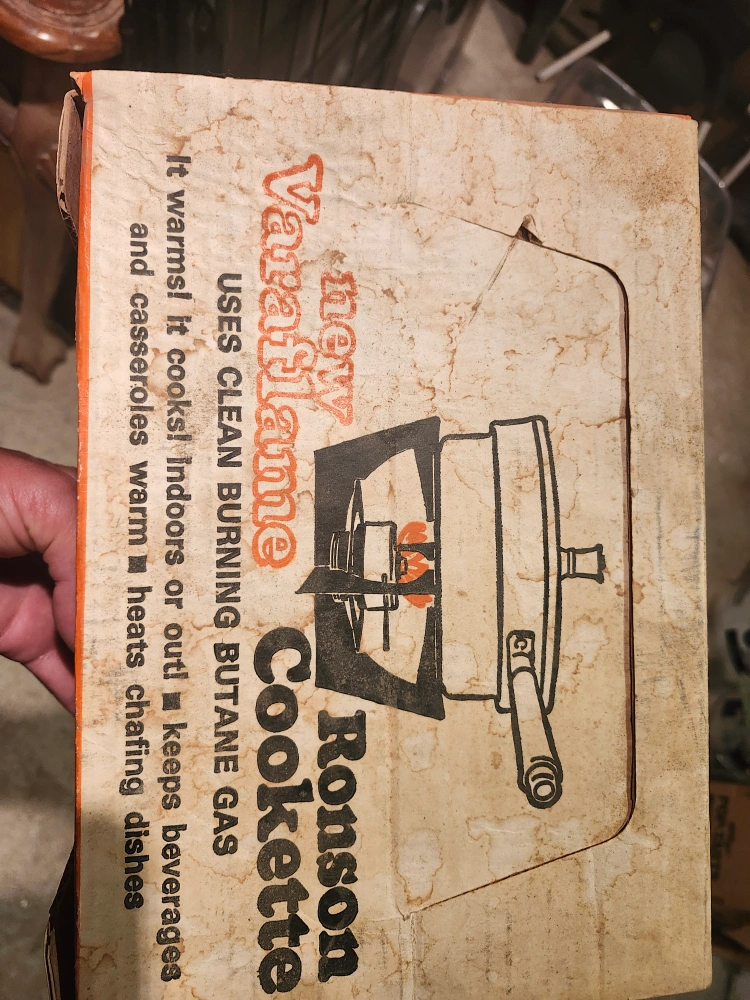 new
Varaflame
Ronson
Cookette
USES CLEAN BURNING BUTANE GAS
It warms! it cooks! indoors or out! ■ keeps beverages
and casseroles warm ■ heats chafing dishes